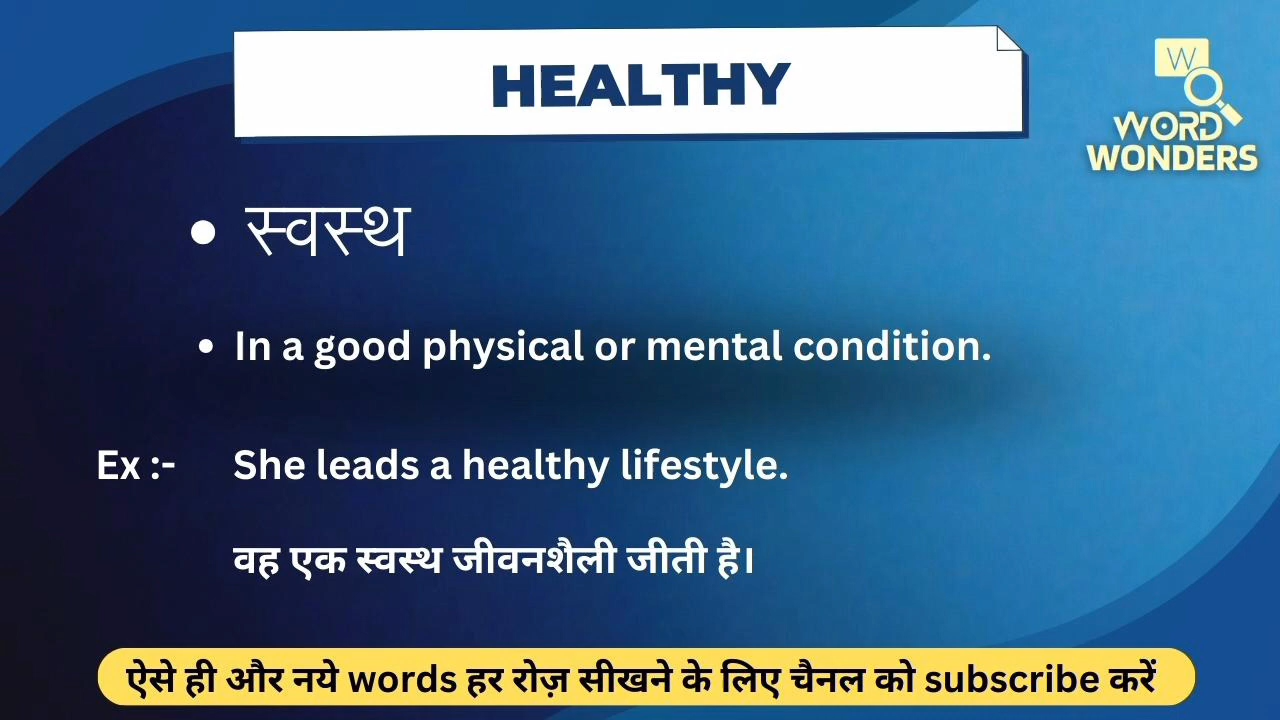 HEALTHY
W
WORD
WONDERS
• स्वस्थ
• In a good physical or mental condition.
Ex :- She leads a healthy lifestyle.
वह एक स्वस्थ जीवनशैली जीती है।
ऐसे ही और नये words हर रोज़ सीखने के लिए चैनल को subscribe करें